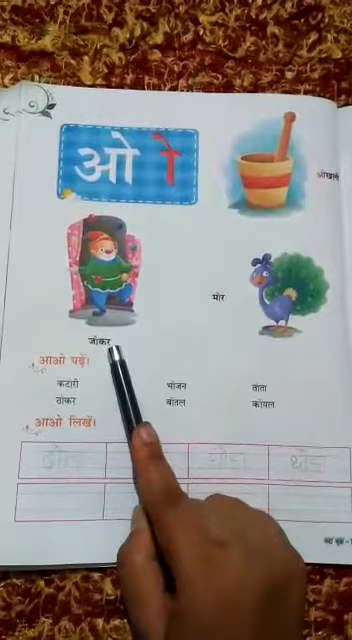 ओ ो
ओखली
मोर
जोकर
आओ पढ़ें।
कटोरी भोजन तोता
ठोकर बोतल कोयल
आओ लिखें।